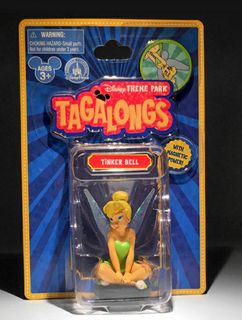 WARNING:
CHOKING HAZARD-Small parts.
Not for children under 3 years.
AGES
3+
Disney THEME PARK
TAGALONGS
TINKER BELL
WITH
MAGNETIC
POWER!